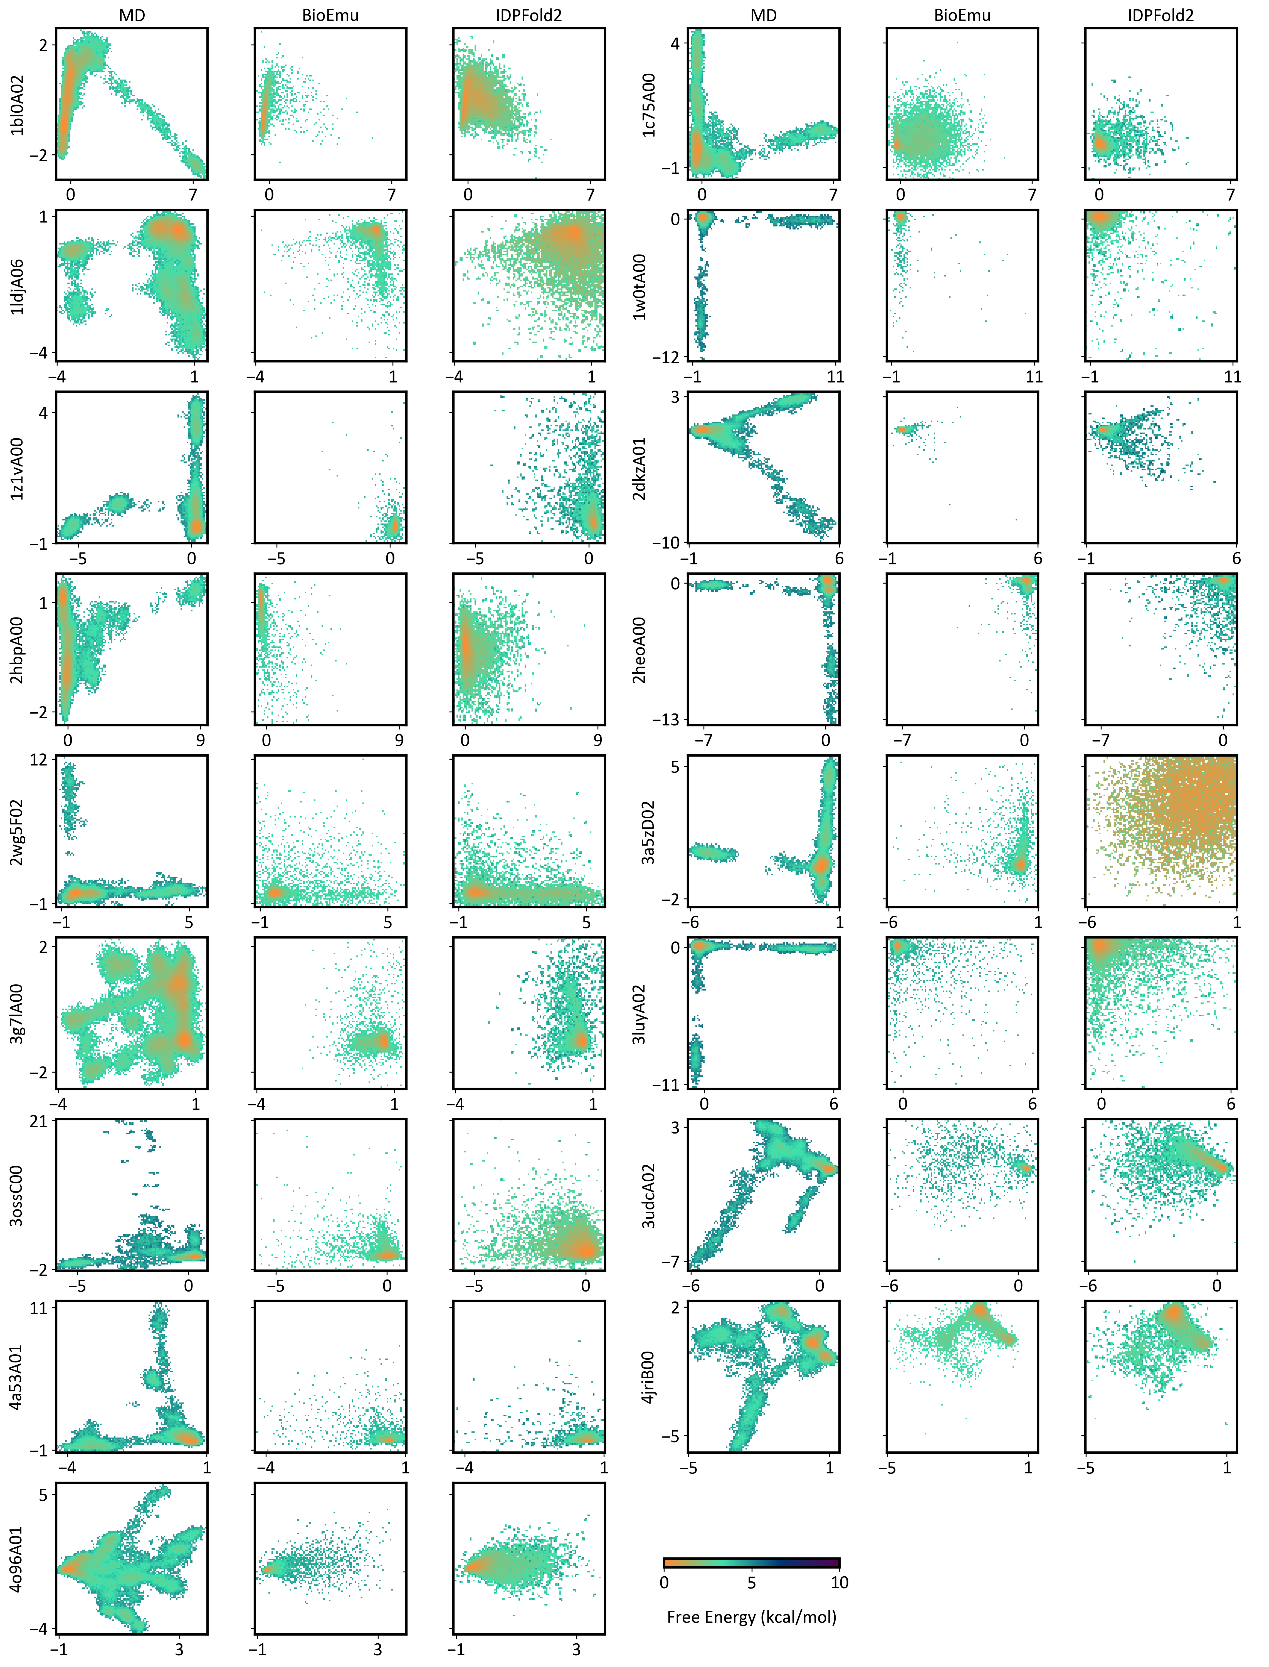 MD BioEmu IDPFold2 MD BioEmu IDPFold2
1bl0A02 2 −2 0 7 0 7 0 7
1c75A00 4 −1 0 7 0 7 0 7
1ldjA06 1 −4 −4 1 −4 1 −4 1
1w0tA00 0 −12 −1 11 −1 11 −1 11
1z1vA00 4 −1 −5 0 −5 0 −5 0
2dkzA01 3 −10 −1 6 −1 6 −1 6
2hbpA00 1 −2 0 9 0 9 0 9
2heoA00 0 −13 −7 0 −7 0 −7 0
2wg5F02 12 −1 −1 5 −1 5 −1 5
3a5zD02 5 −2 −6 1 −6 1 −6 1
3g7lA00 2 −2 −4 1 −4 1 −4 1
3luyA02 0 −11 0 6 0 6 0 6
3ossC00 21 −2 −5 0 −5 0 −5 0
3udcA02 3 −7 −6 0 −6 0 −6 0
4a53A01 11 −1 −4 1 −4 1 −4 1
4jriB00 2 −5 −5 1 −5 1 −5 1
4o96A01 5 −4 −1 3 −1 3 −1 3
0 5 10
Free Energy (kcal/mol)